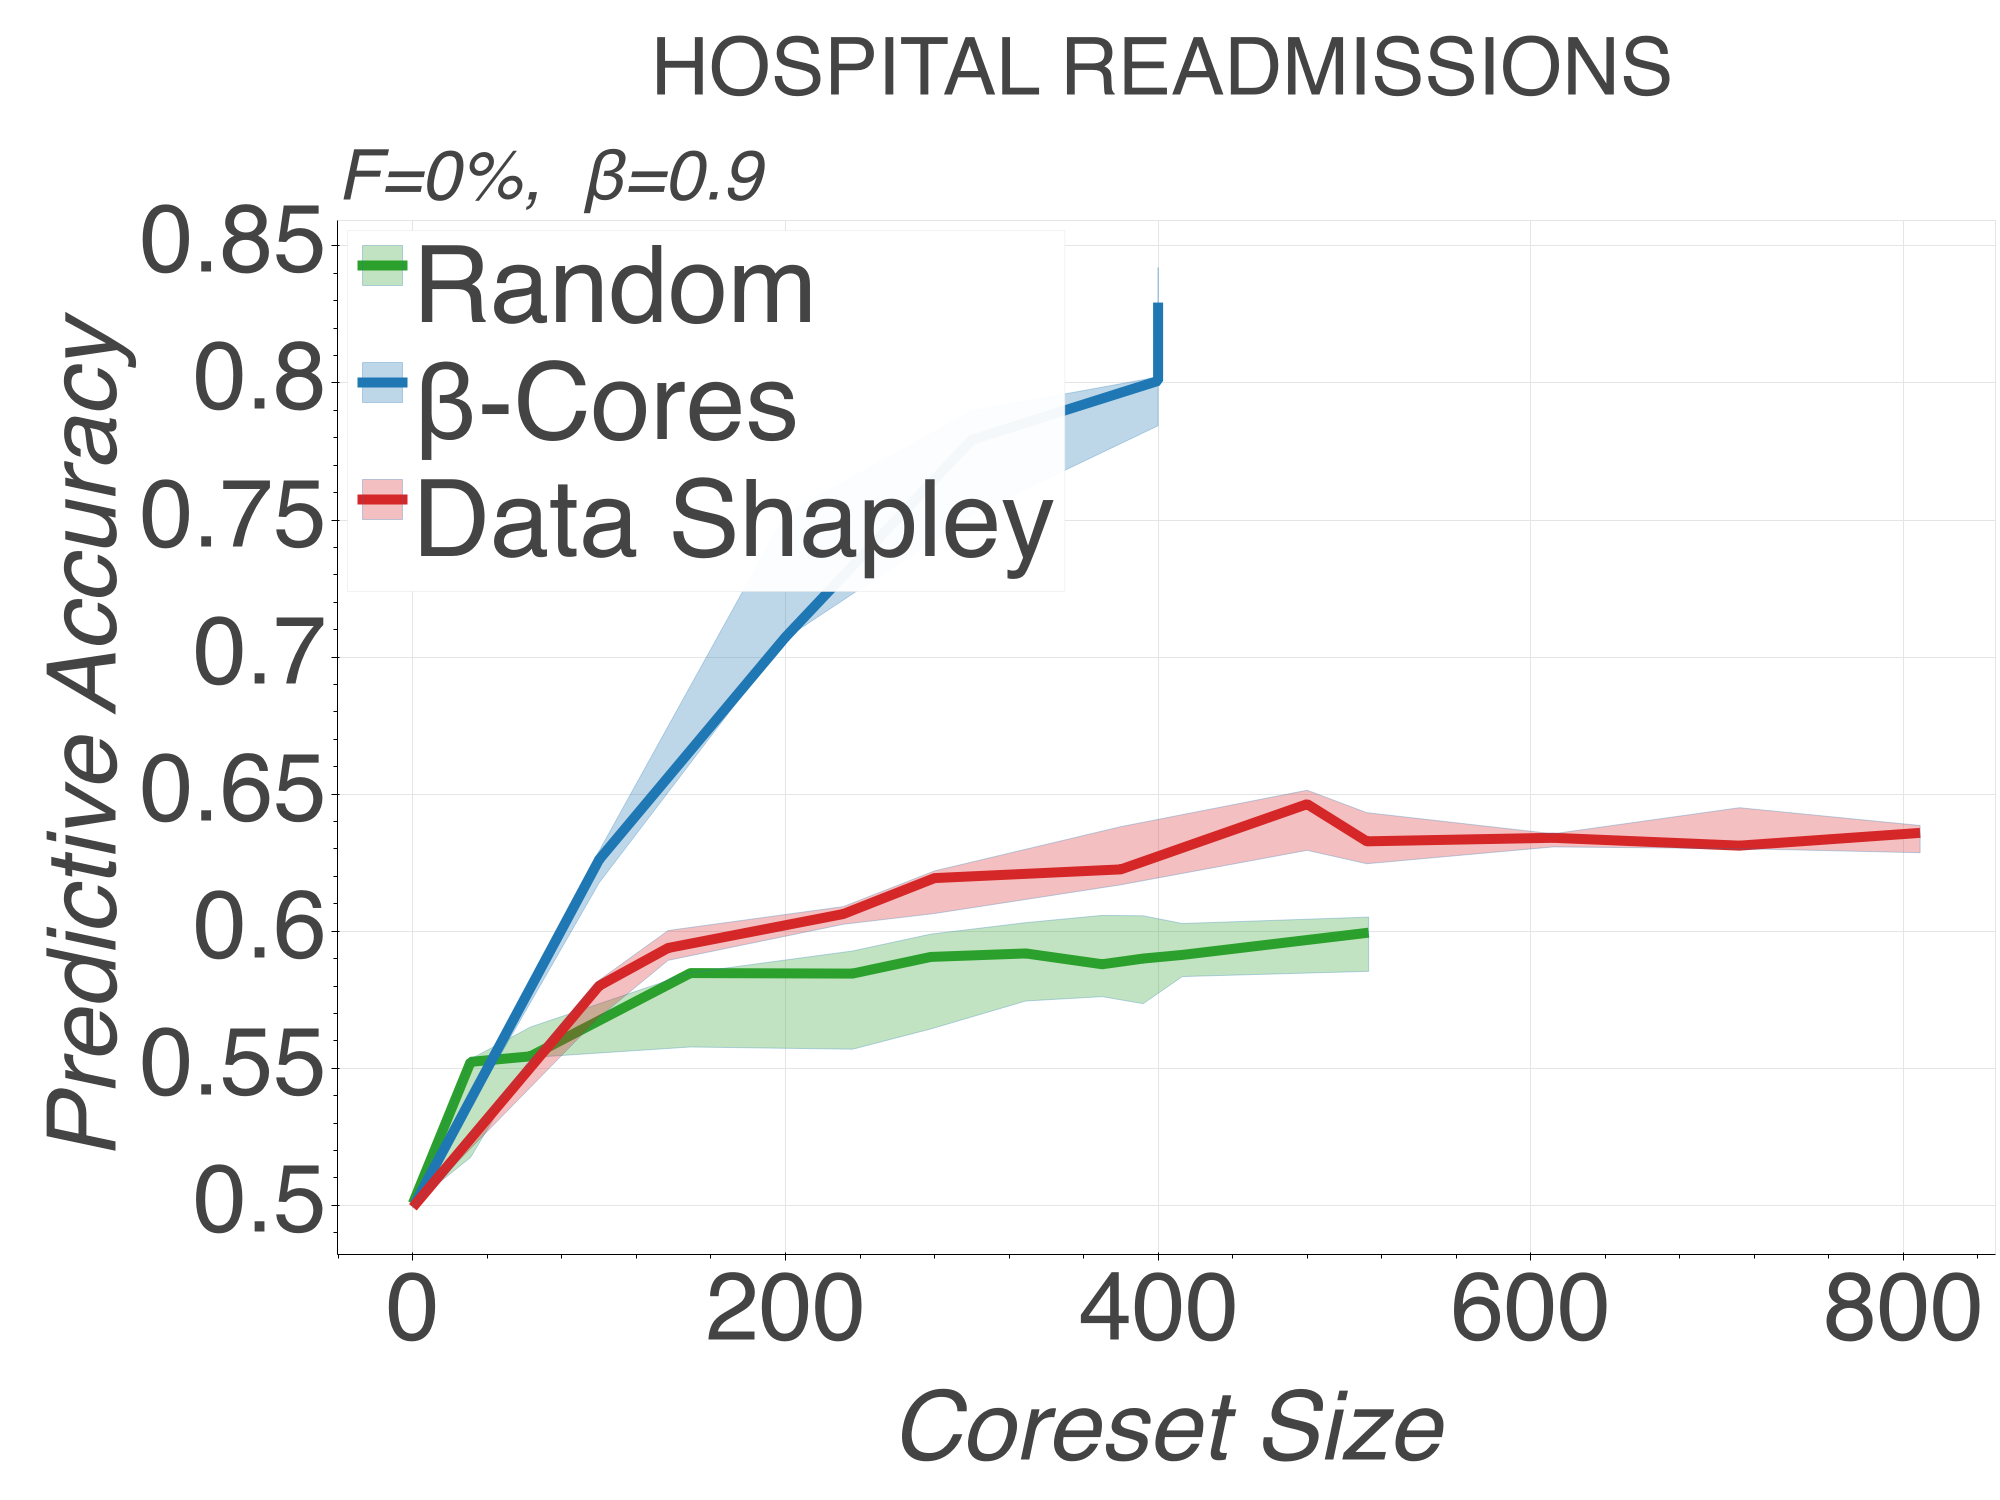 HOSPITAL READMISSIONS
F=0%, β=0.9
Predictive Accuracy
0.85
0.8
0.75
0.7
0.65
0.6
0.55
0.5
Random
β-Cores
Data Shapley
0 200 400 600 800
Coreset Size